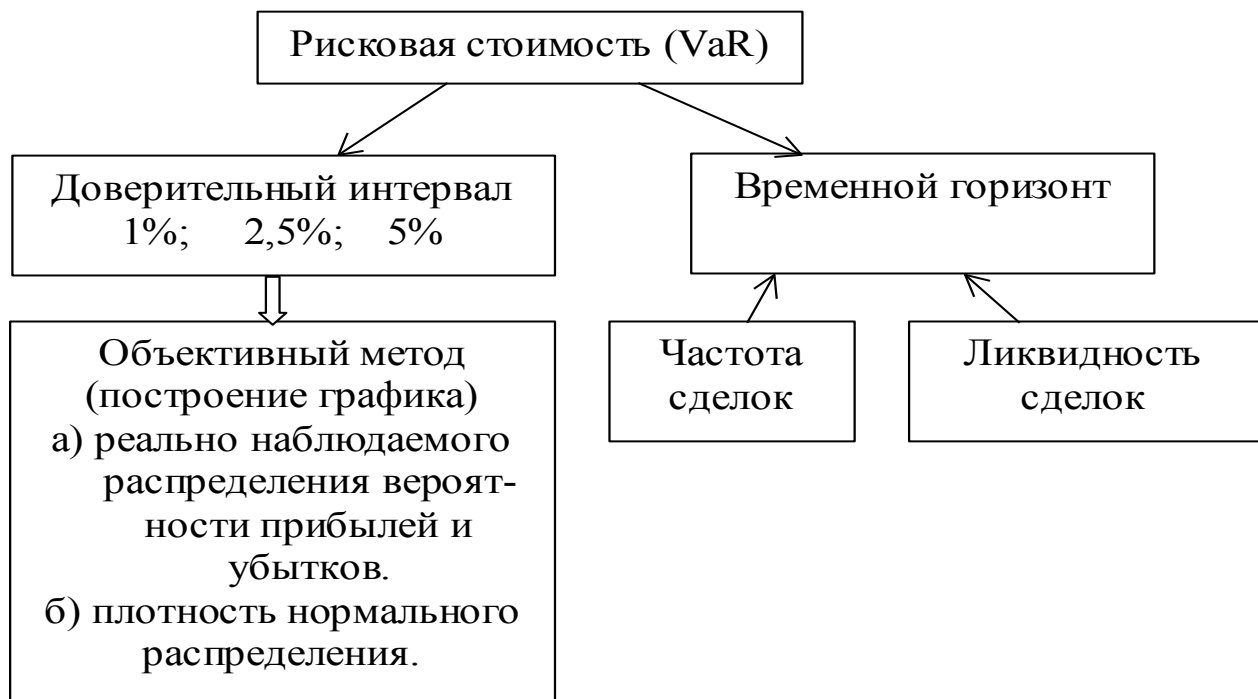 Рисковая стоимость (VaR)
Доверительный интервал
1%; 2,5%; 5%
Временной горизонт
Объективный метод
(построение графика)
а) реально наблюдаемого
распределения вероят-
ности прибылей и
убытков.
б) плотность нормального
распределения.
Частота
сделок
Ликвидность
сделок